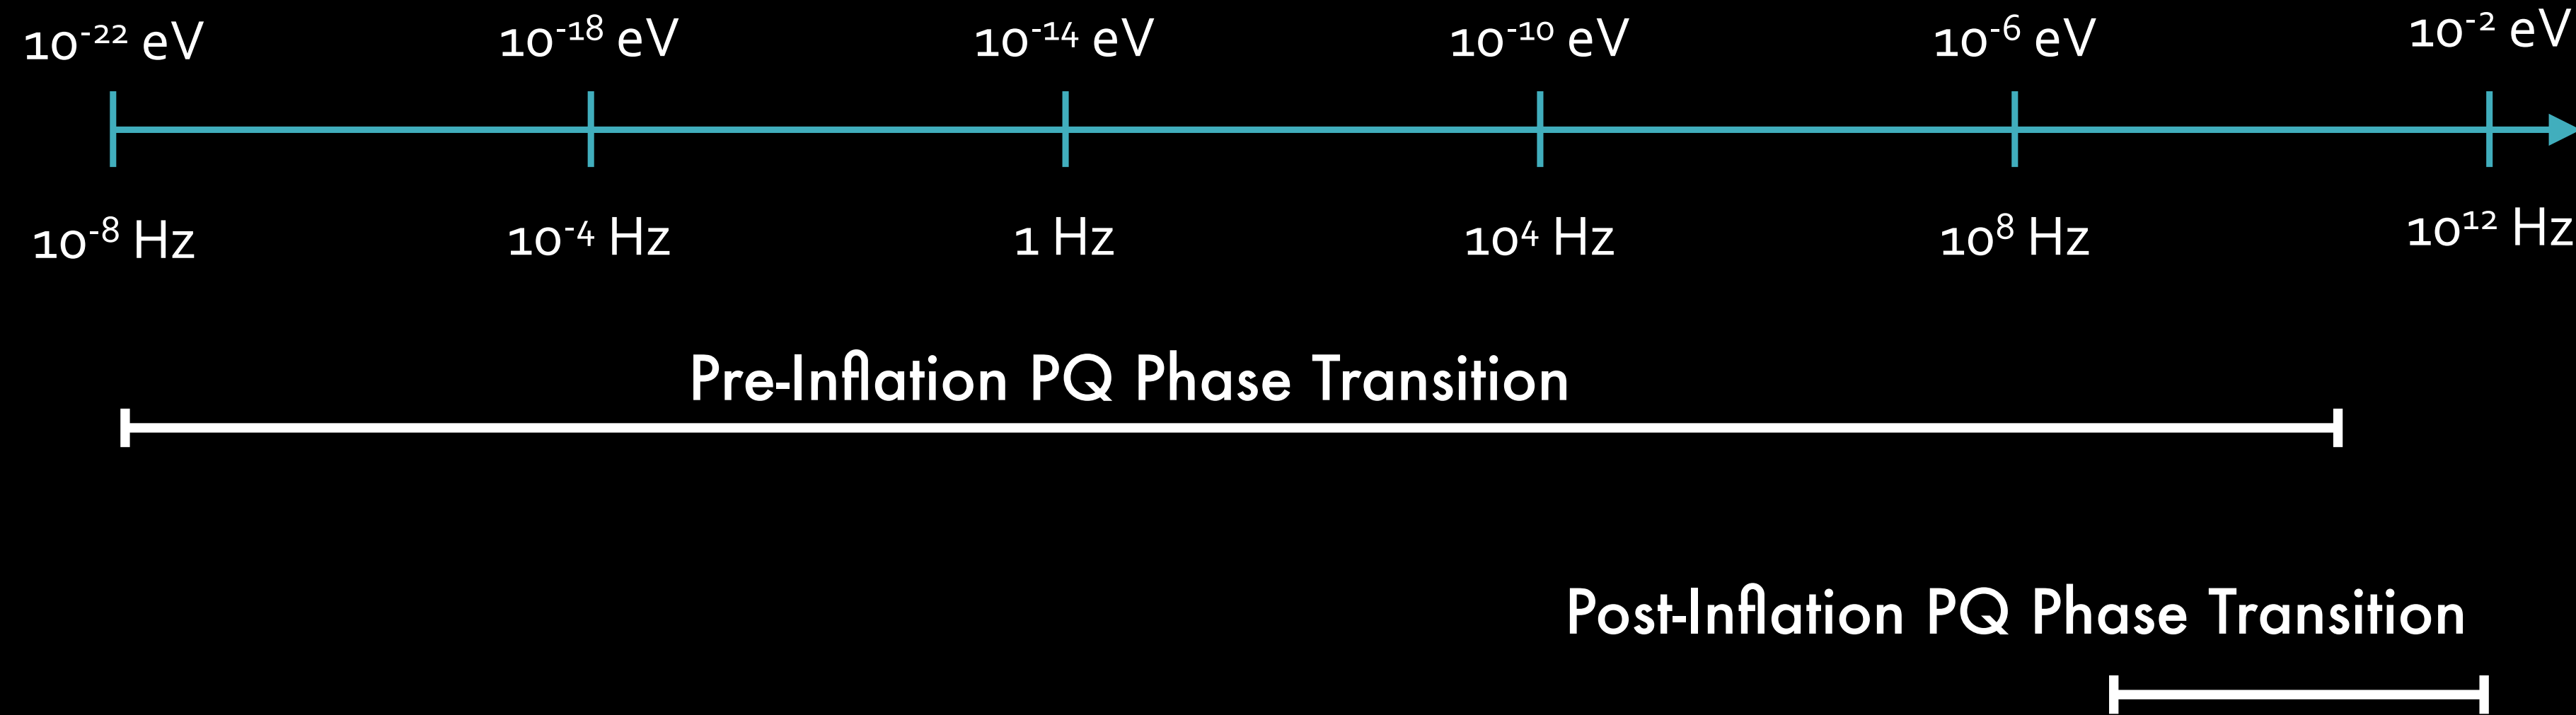 10⁻²² eV 10⁻¹⁸ eV 10⁻¹⁴ eV 10⁻¹⁰ eV 10⁻⁶ eV 10⁻² eV
10⁻⁸ Hz 10⁻⁴ Hz 1 Hz 10⁴ Hz 10⁸ Hz 10¹² Hz
Pre-Inflation PQ Phase Transition
Post-Inflation PQ Phase Transition